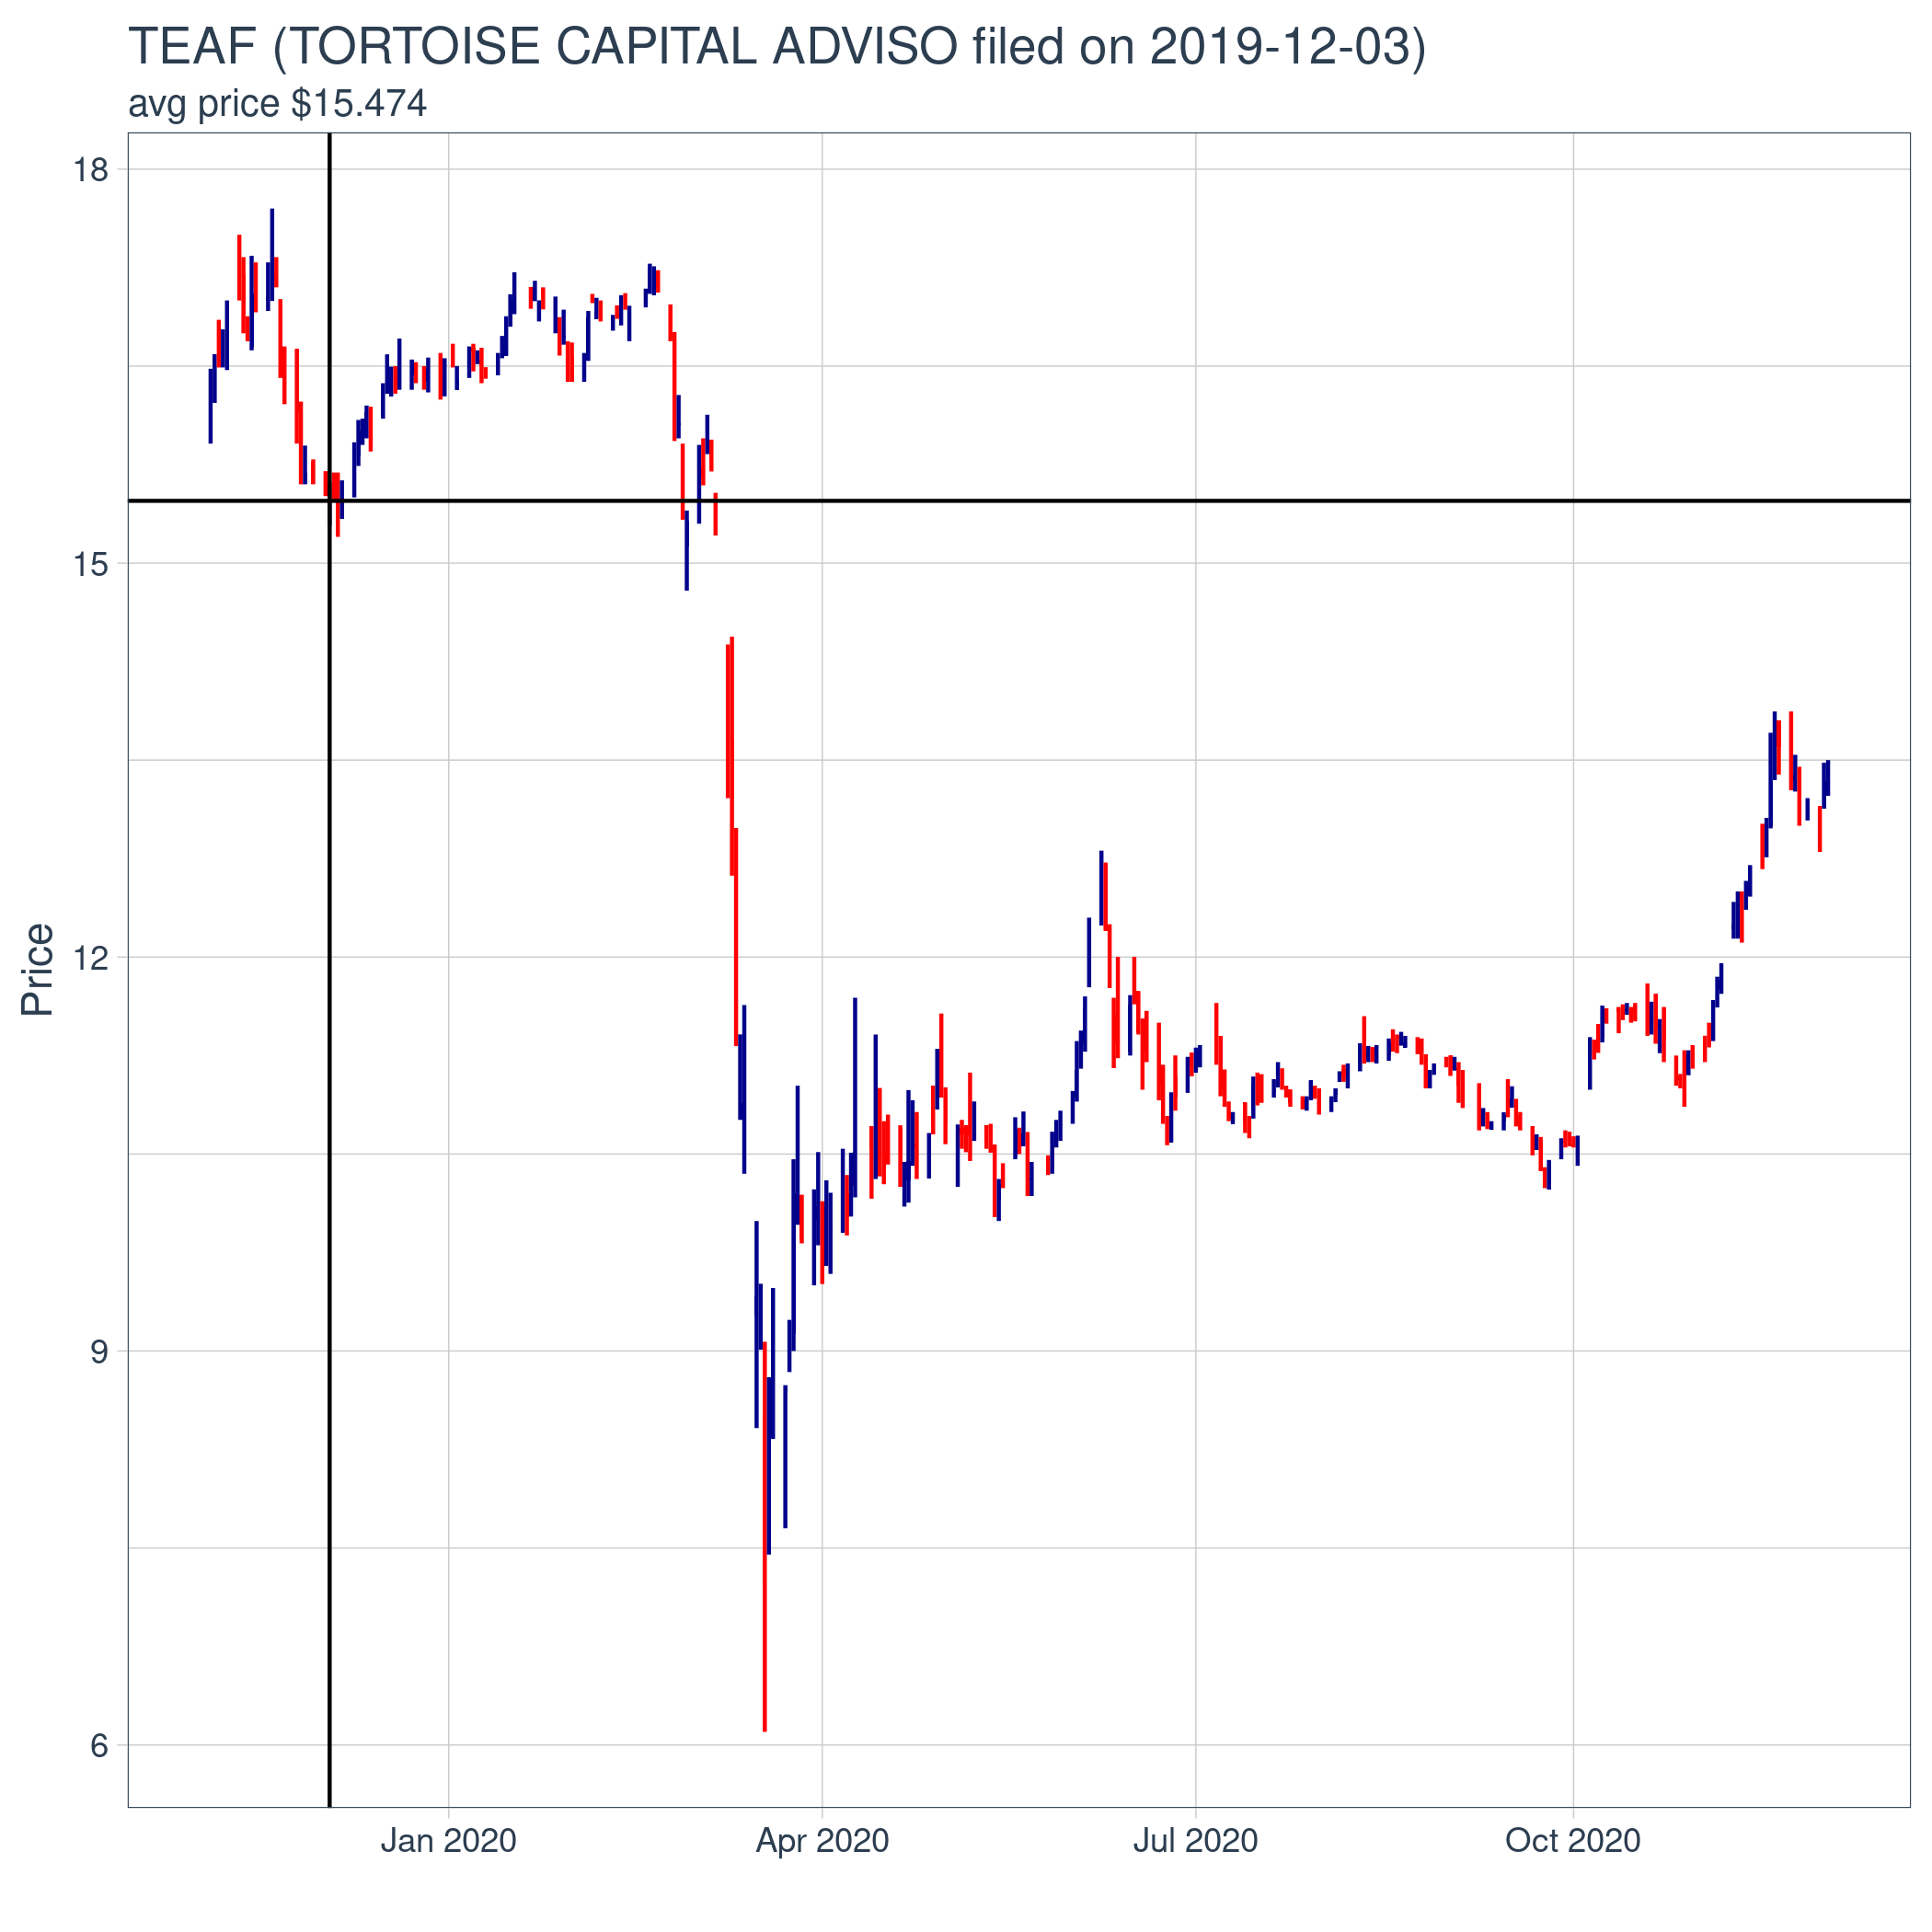 TEAF (TORTOISE CAPITAL ADVISO filed on 2019-12-03)
avg price $15.474
18
15
12
9
6
Price
Jan 2020
Apr 2020
Jul 2020
Oct 2020